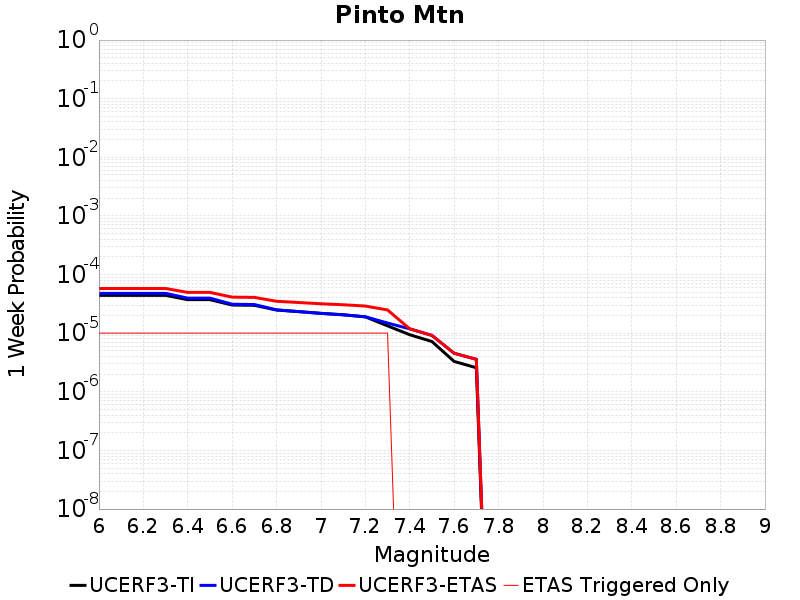 Pinto Mtn
1 Week Probability
10^0
10^-1
10^-2
10^-3
10^-4
10^-5
10^-6
10^-7
10^-8
6 6.2 6.4 6.6 6.8 7 7.2 7.4 7.6 7.8 8 8.2 8.4 8.6 8.8 9
Magnitude
UCERF3-TI UCERF3-TD UCERF3-ETAS ETAS Triggered Only